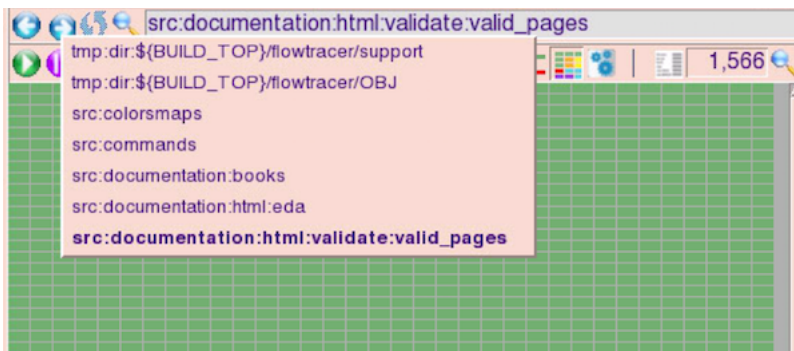 src:documentation:html:validate:valid_pages
tmp:dir:${BUILD_TOP}/flowtracer/support
1,566
tmp:dir:${BUILD_TOP}/flowtracer/OBJ
src:colorsmaps
src:commands
src:documentation:books
src:documentation:html:eda
src:documentation:html:validate:valid_pages